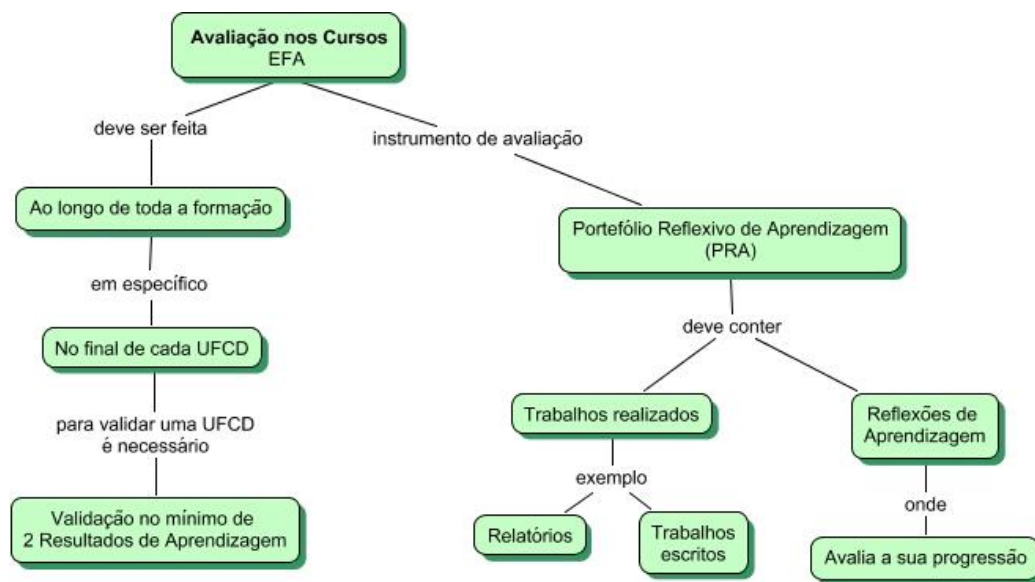 Avaliação nos Cursos
EFA
deve ser feita
instrumento de avaliação
Ao longo de toda a formação
Portefólio Reflexivo de Aprendizagem
(PRA)
em específico
deve conter
No final de cada UFCD
Trabalhos realizados
Reflexões de
Aprendizagem
para validar uma UFCD
é necessário
exemplo
onde
Validação no mínimo de
2 Resultados de Aprendizagem
Relatórios
Trabalhos
escritos
Avalia a sua progressão